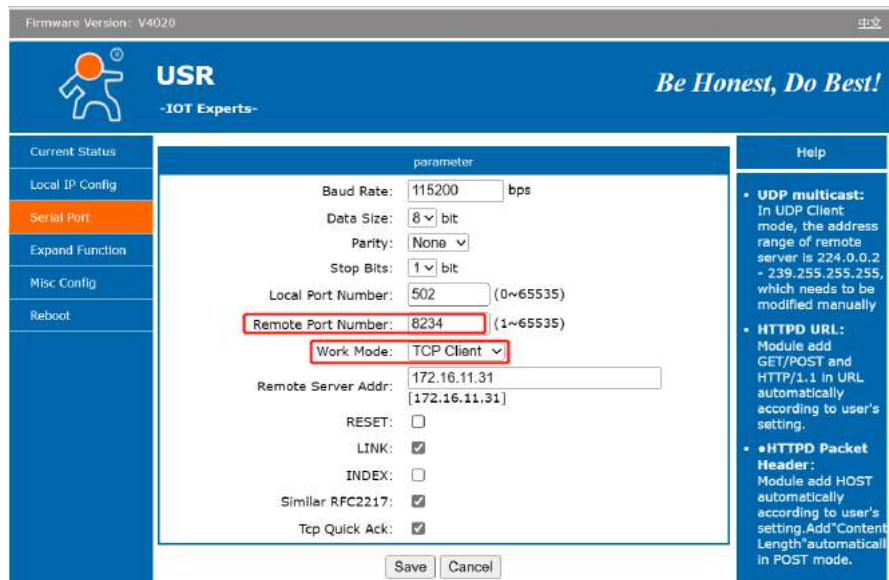 Firmware Version: V4020
中文
®
USR
-IOT Experts-
Be Honest, Do Best!
Current Status
Local IP Config
Serial Port
Expand Function
Misc Config
Reboot
parameter
Baud Rate: 115200 bps
Data Size: 8 bit
Parity: None
Stop Bits: 1 bit
Local Port Number: 502 (0~65535)
Remote Port Number: 8234 (1~65535)
Work Mode: TCP Client
Remote Server Addr: 172.16.11.31
[172.16.11.31]
RESET:
LINK:
INDEX:
Similar RFC2217:
Tcp Quick Ack:
Save Cancel
Help
• UDP multicast:
In UDP Client
mode, the address
range of remote
server is 224.0.0.2
- 239.255.255.255,
which needs to be
modified manually
• HTTPD URL:
Module add
GET/POST and
HTTP/1.1 in URL
automatically
according to user's
setting.
• ●HTTPD Packet
Header:
Module add HOST
automatically
according to user's
setting.Add"Content
Length"automaticall
in POST mode.